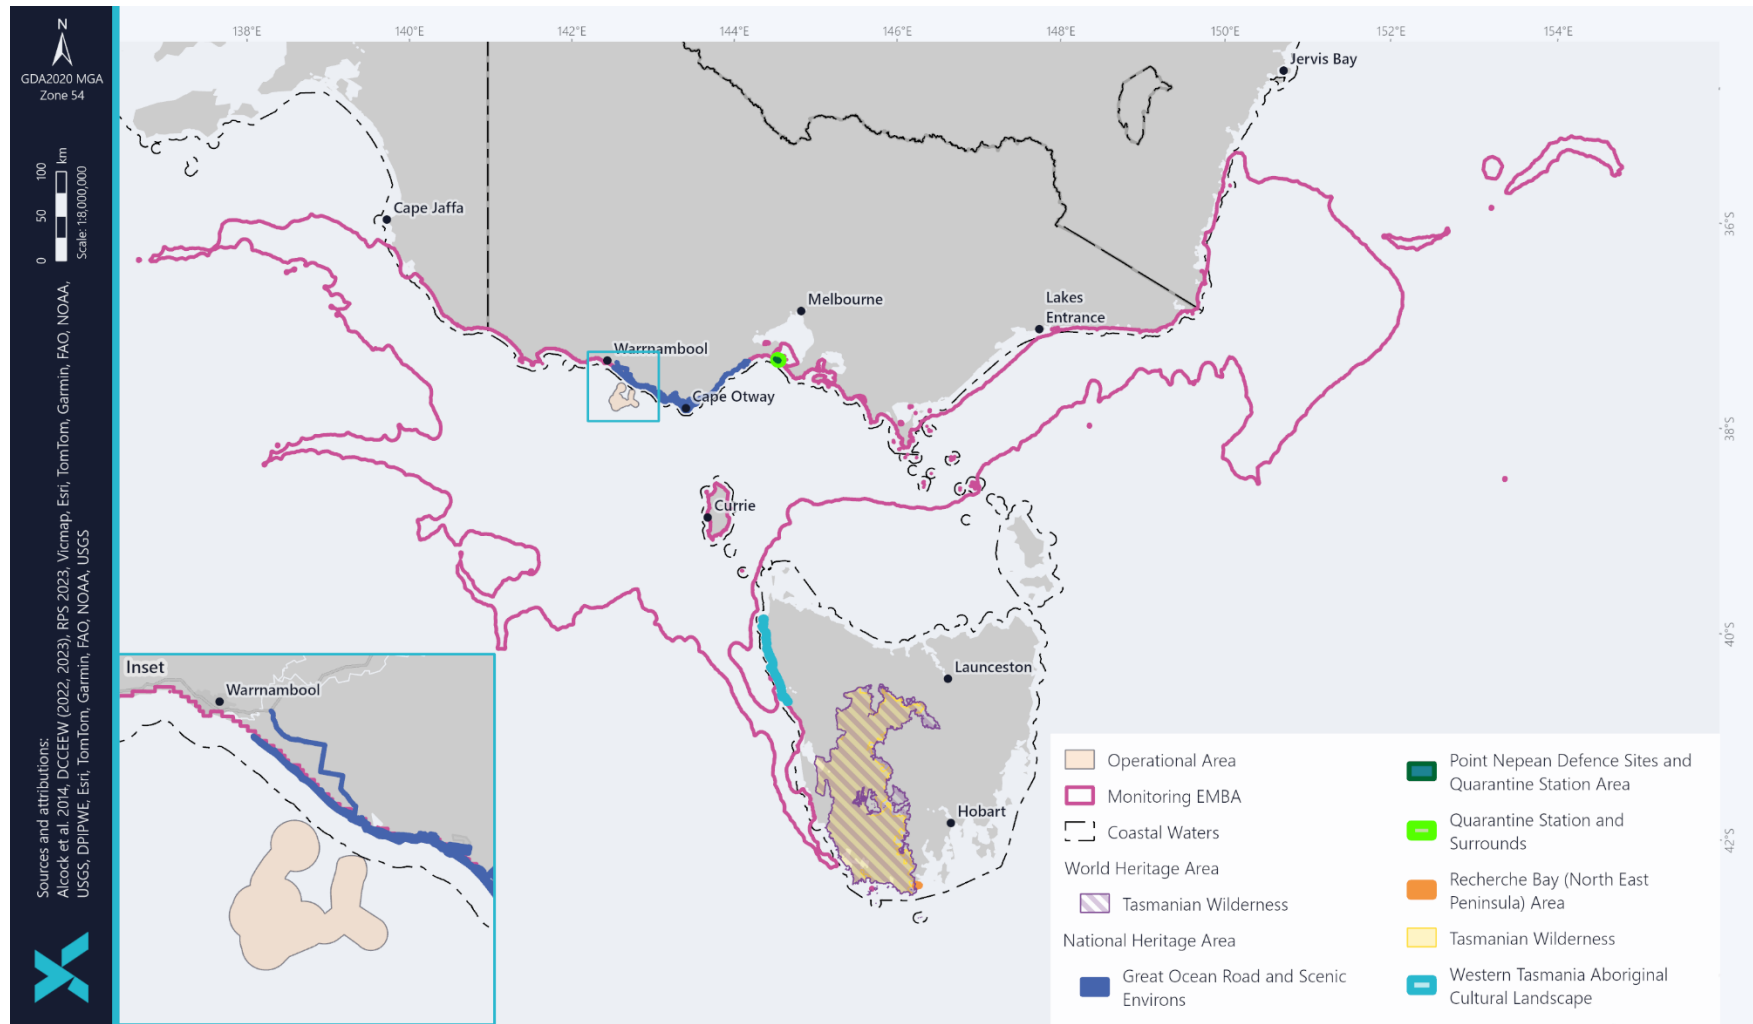 N
GDA2020 MGA
Zone 54
0 50 100 km
Scale: 1:8,000,000
Sources and attributions:
Alcock et al. 2014, DCCEEW (2022, 2023), RPS 2023, Vicmap, Esri, TomTom, Garmin, FAO, NOAA,
USGS, DPIPWE, Esri, TomTom, Garmin, FAO, NOAA, USGS
138°E
140°E
142°E
144°E
146°E
148°E
150°E
152°E
154°E
36°S
38°S
40°S
42°S
Jervis Bay
Cape Jaffa
Melbourne
Lakes
Entrance
Warrnambool
Cape Otway
Currie
Launceston
Hobart
Inset
Warrnambool
Operational Area
Monitoring EMBA
Coastal Waters
World Heritage Area
Tasmanian Wilderness
National Heritage Area
Great Ocean Road and Scenic
Environs
Point Nepean Defence Sites and
Quarantine Station Area
Quarantine Station and
Surrounds
Recherche Bay (North East
Peninsula) Area
Tasmanian Wilderness
Western Tasmania Aboriginal
Cultural Landscape